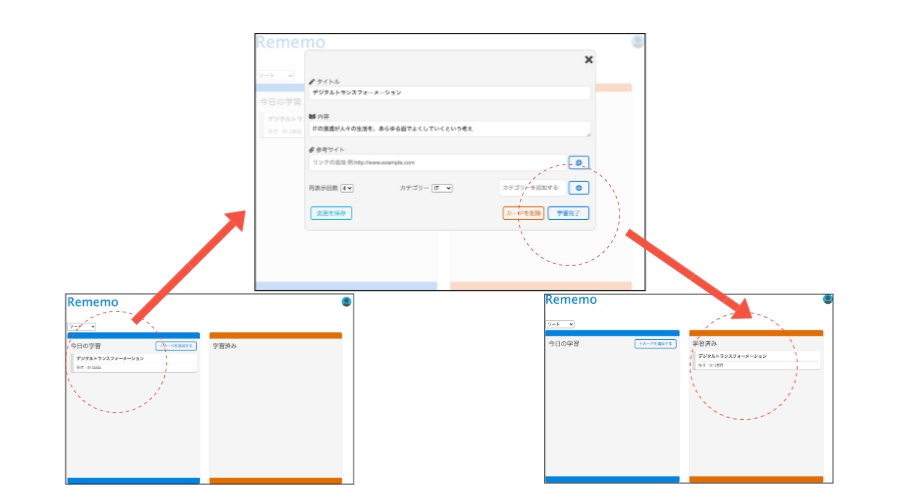 Rememo
ソート
今日の学習
デジタルトランスフォーメーション
タイトル
デジタルトランスフォーメーション
内容
ITの浸透が人々の生活を、あらゆる面でよくしていくという考え
参考サイト
リンクの追加 例:http://www.example.com
再表示回数 4
カテゴリー IT
カテゴリーを追加する
変更を保存
カードを削除
学習完了
Rememo
ソート
今日の学習
+カードを追加する
デジタルトランスフォーメーション
学習済み
Rememo
ソート
今日の学習
+カードを追加する
学習済み
デジタルトランスフォーメーション